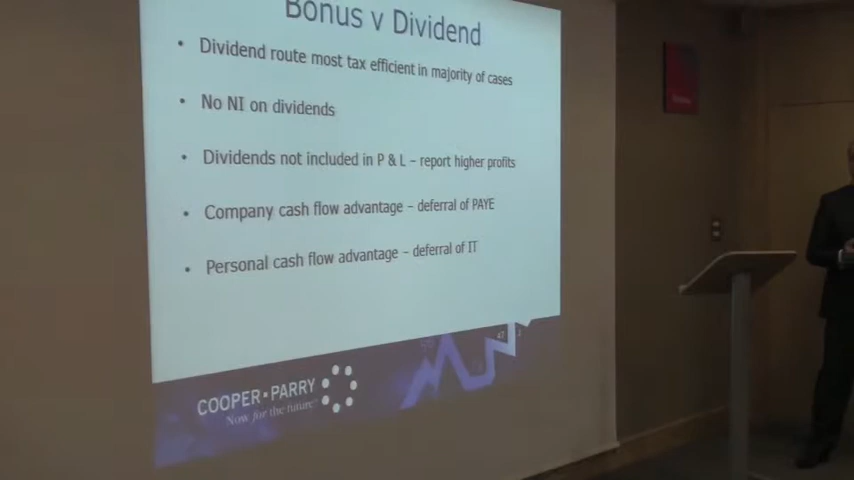 Bonus v Dividend
• Dividend route most tax efficient in majority of cases
• No NI on dividends
• Dividends not included in P & L – report higher profits
• Company cash flow advantage – deferral of PAYE
• Personal cash flow advantage – deferral of IT
COOPER•PARRY
Now for the future